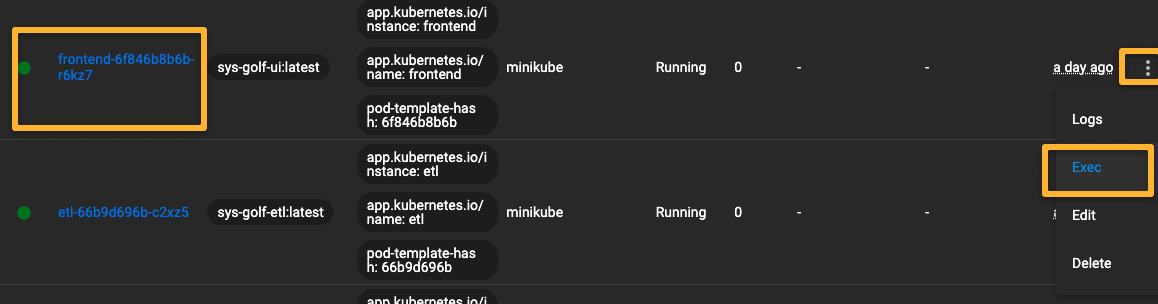 app.kubernetes.io/i
nstance: frontend
frontend-6f846b8b6b-
r6kz7
sys-golf-ui:latest
app.kubernetes.io/
name: frontend
minikube
Running
0
-
-
a day ago
pod-template-has
h: 6f846b8b6b
Logs
Exec
Edit
Delete
app.kubernetes.io/i
nstance: etl
etl-66b9d696b-c2xz5
sys-golf-etl:latest
app.kubernetes.io/
name: etl
minikube
Running
0
-
-
pod-template-has
h: 66b9d696b
app.kubernetes.io/i